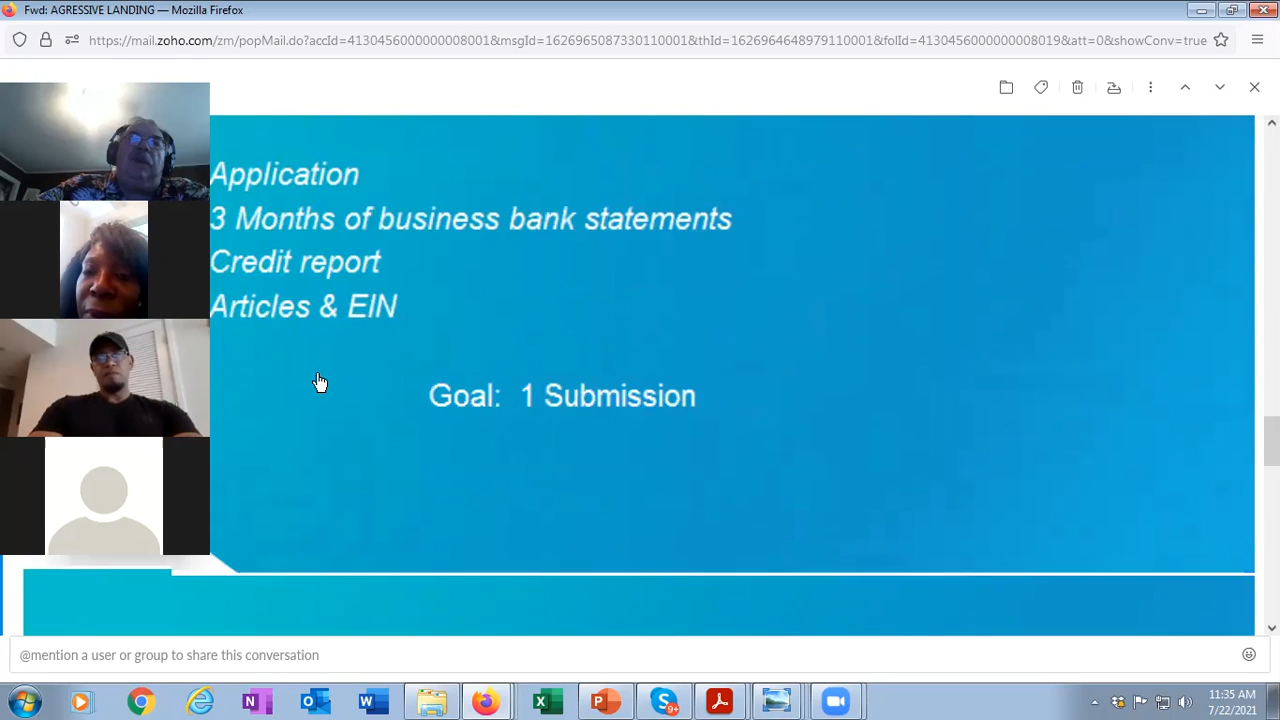 Fwd: AGRESSIVE LANDING — Mozilla Firefox
https://mail.zoho.com/zm/popMail.do?accId=4130456000000008001&msgId=1626965087330110001&thId=1626964648979110001&folId=4130456000000008019&att=0&showConv=true
Application
3 Months of business bank statements
Credit report
Articles & EIN
Goal: 1 Submission
@mention a user or group to share this conversation
9+
11:35 AM
7/22/2021